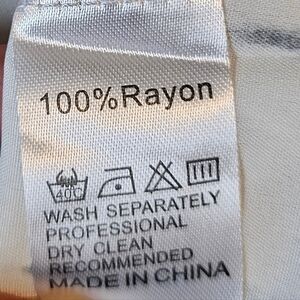 100%Rayon
40°C
WASH SEPARATELY
PROFESSIONAL
DRY CLEAN
RECOMMENDED
MADE IN CHINA